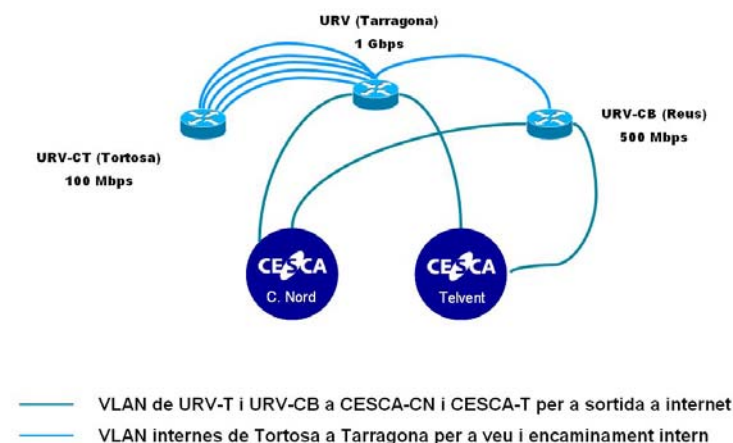 URV (Tarragona)
1 Gbps
URV-CB (Reus)
500 Mbps
URV-CT (Tortosa)
100 Mbps
CESCA
C. Nord
CESCA
Telvent
VLAN de URV-T i URV-CB a CESCA-CN i CESCA-T per a sortida a internet
VLAN internes de Tortosa a Tarragona per a veu i encaminament intern